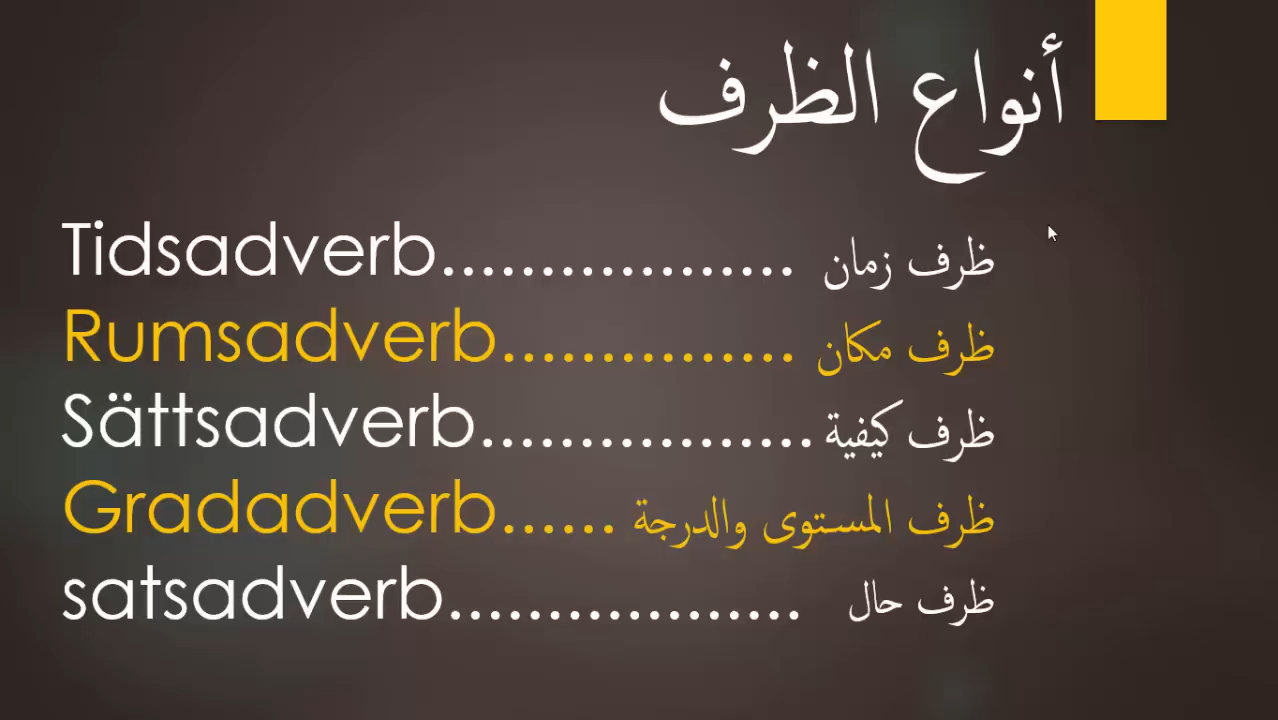 أنواع الظرف
Tidsadverb.................. ظرف زمان
Rumsadverb............... ظرف مكان
Sättsadverb................. ظرف كيفية
Gradadverb...... ظرف المستوى والدرجة
satsadverb.................. ظرف حال